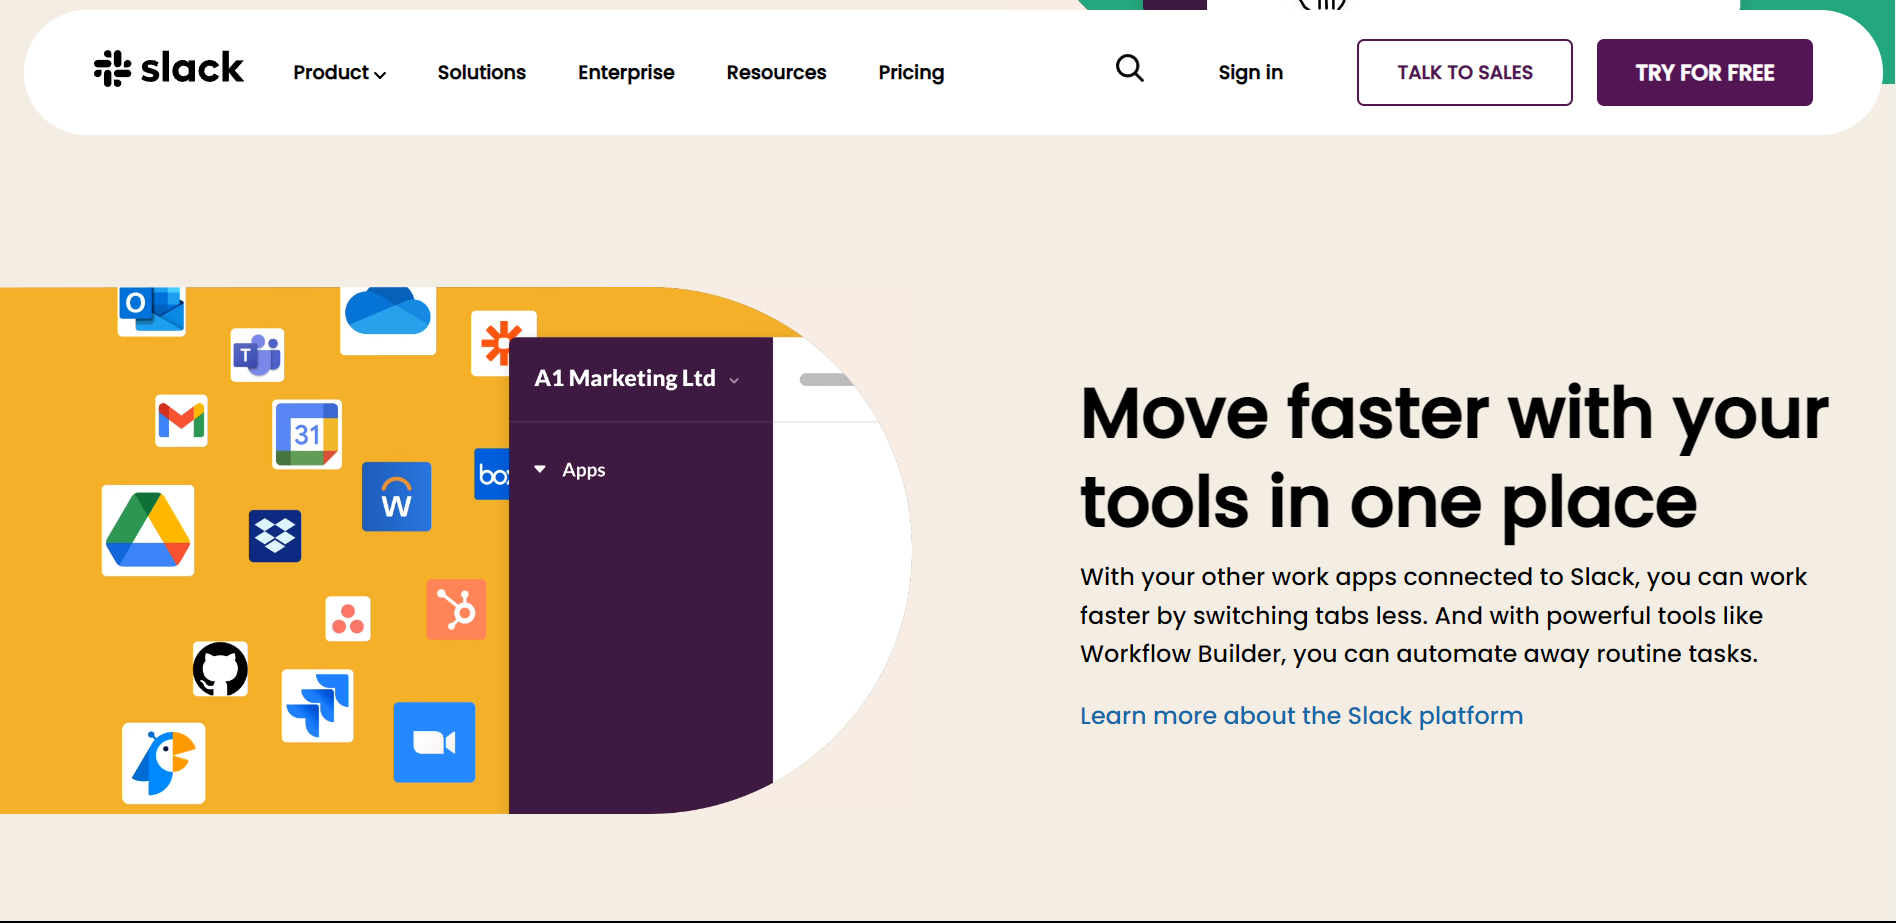 slack
Product
Solutions
Enterprise
Resources
Pricing
Sign in
TALK TO SALES
TRY FOR FREE
O
T
31
W
box
A1 Marketing Ltd
Apps
Move faster with your
tools in one place
With your other work apps connected to Slack, you can work
faster by switching tabs less. And with powerful tools like
Workflow Builder, you can automate away routine tasks.
Learn more about the Slack platform